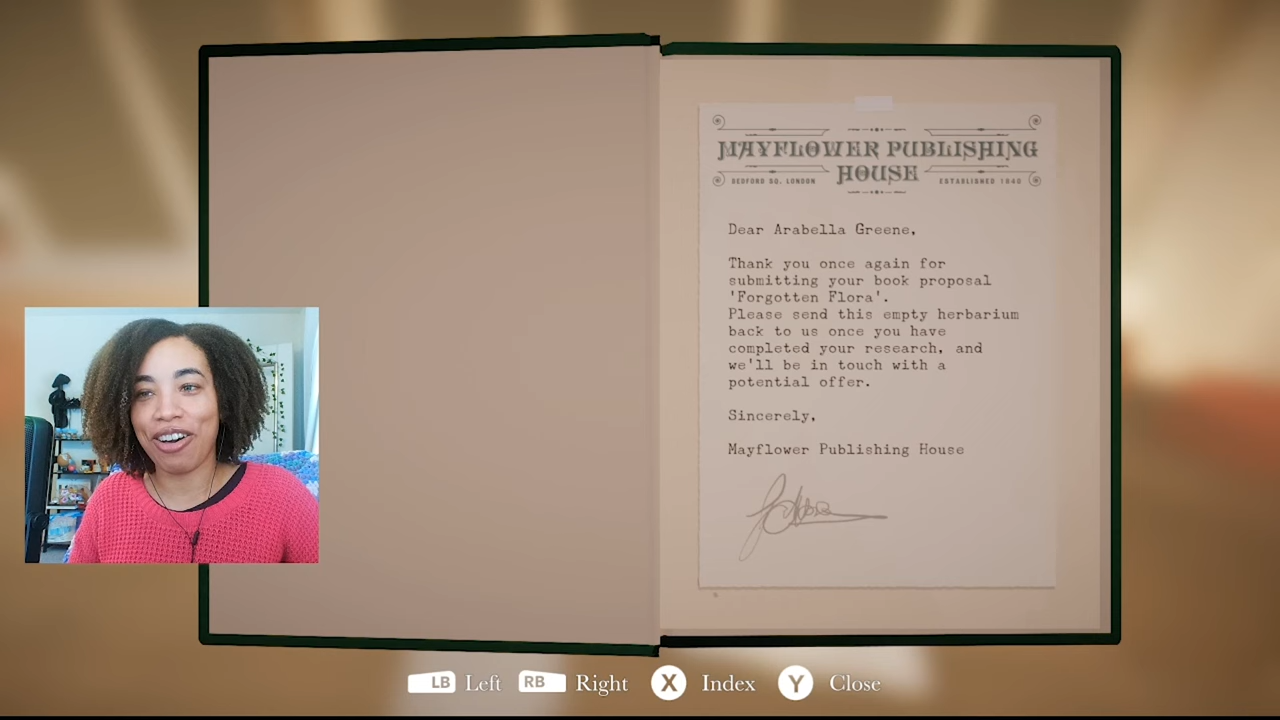 MAYFLOWER PUBLISHING
HOUSE
BEDFORD SQ. LONDON
ESTABLISHED 1840
Dear Arabella Greene,
Thank you once again for
submitting your book proposal
'Forgotten Flora'.
Please send this empty herbarium
back to us once you have
completed your research, and
we'll be in touch with a
potential offer.
Sincerely,
Mayflower Publishing House
LB Left RB Right X Index Y Close